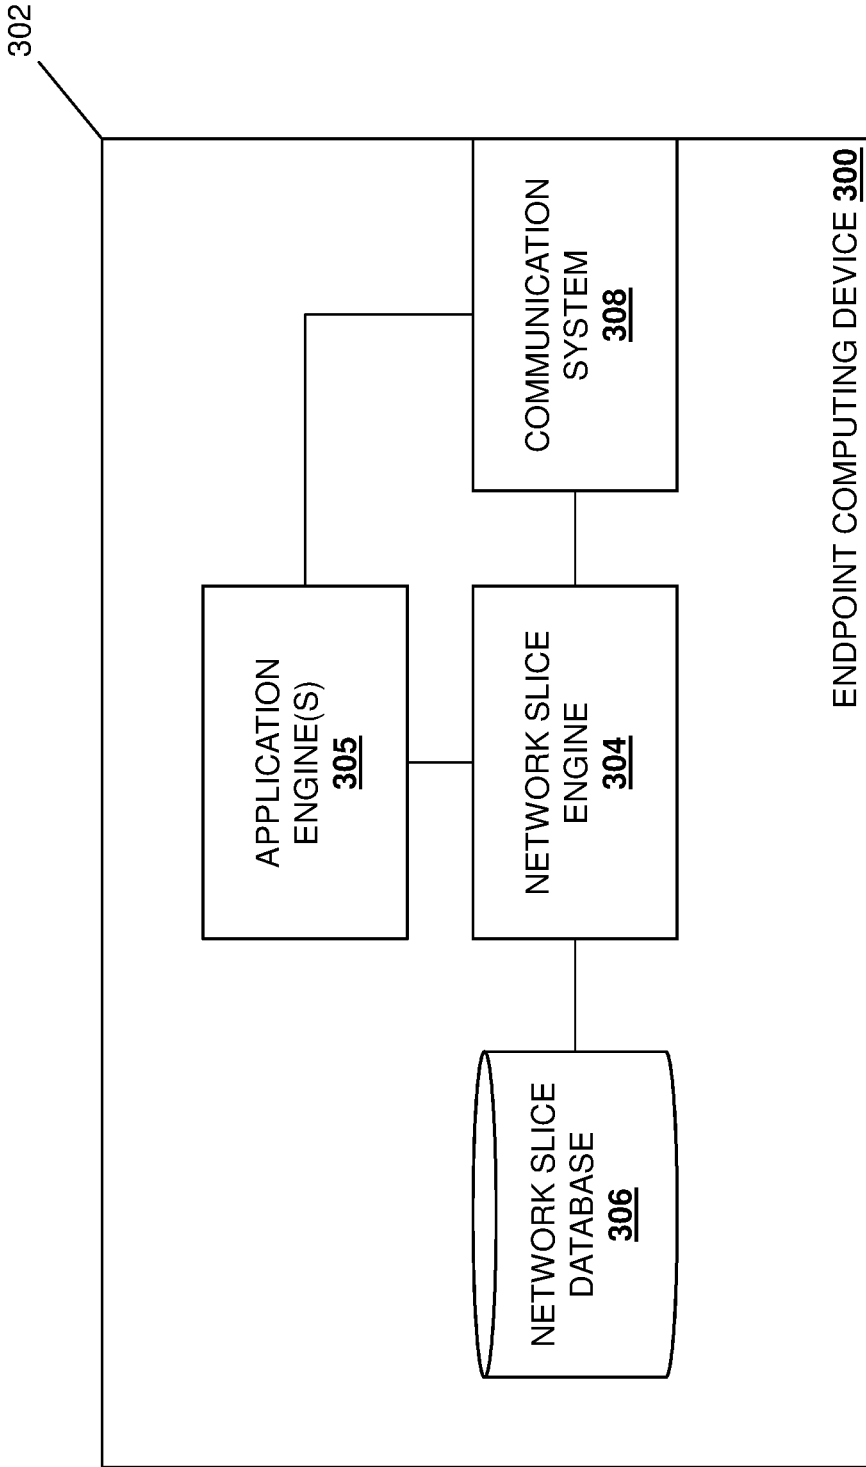 302
APPLICATION
ENGINE(S)
305
NETWORK SLICE
DATABASE
306
NETWORK SLICE
ENGINE
304
COMMUNICATION
SYSTEM
308
ENDPOINT COMPUTING DEVICE 300